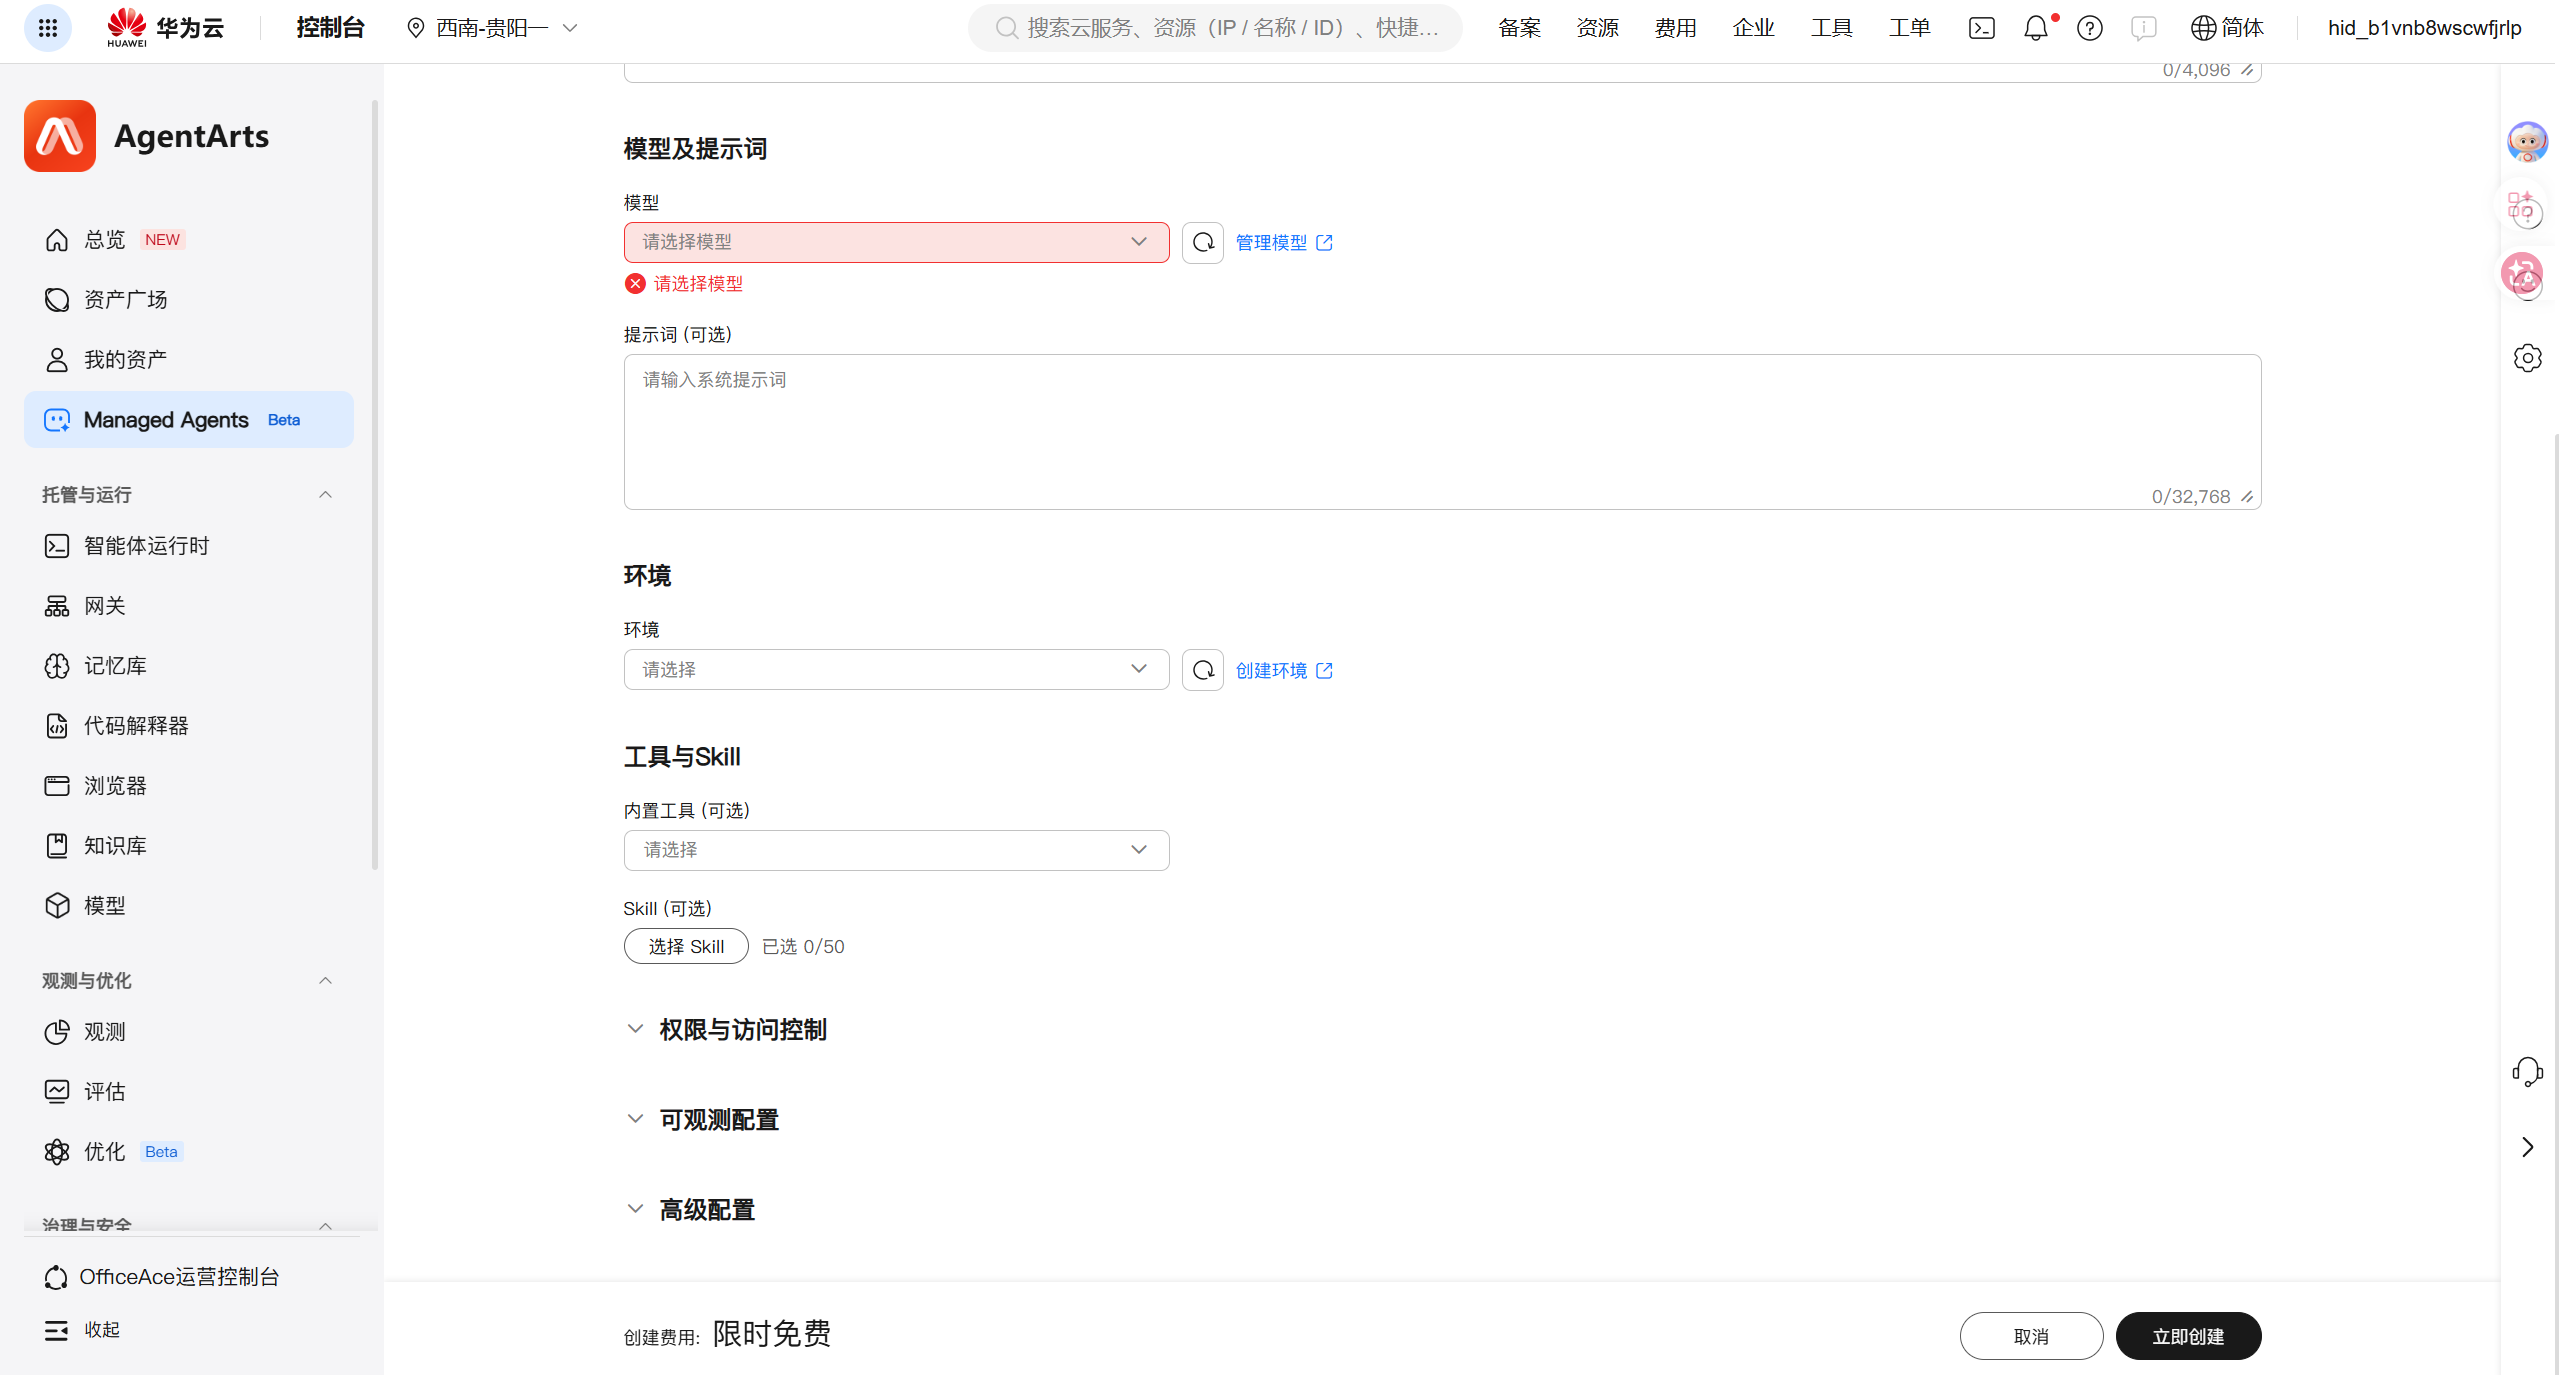 HUAWEI 华为云
控制台
西南-贵阳一
搜索云服务、资源（IP / 名称 / ID）、快捷...
备案
资源
费用
企业
工具
工单
简体
hid_b1vnb8wscwfjrlp
AgentArts
总览 NEW
资产广场
我的资产
Managed Agents Beta
托管与运行
智能体运行时
网关
记忆库
代码解释器
浏览器
知识库
模型
观测与优化
观测
评估
优化 Beta
治理与安全
OfficeAce运营控制台
收起
0/4,096
模型及提示词
模型
请选择模型
管理模型
请选择模型
提示词 (可选)
请输入系统提示词
0/32,768
环境
环境
请选择
创建环境
工具与Skill
内置工具 (可选)
请选择
Skill (可选)
选择 Skill 已选 0/50
权限与访问控制
可观测配置
高级配置
创建费用: 限时免费
取消
立即创建